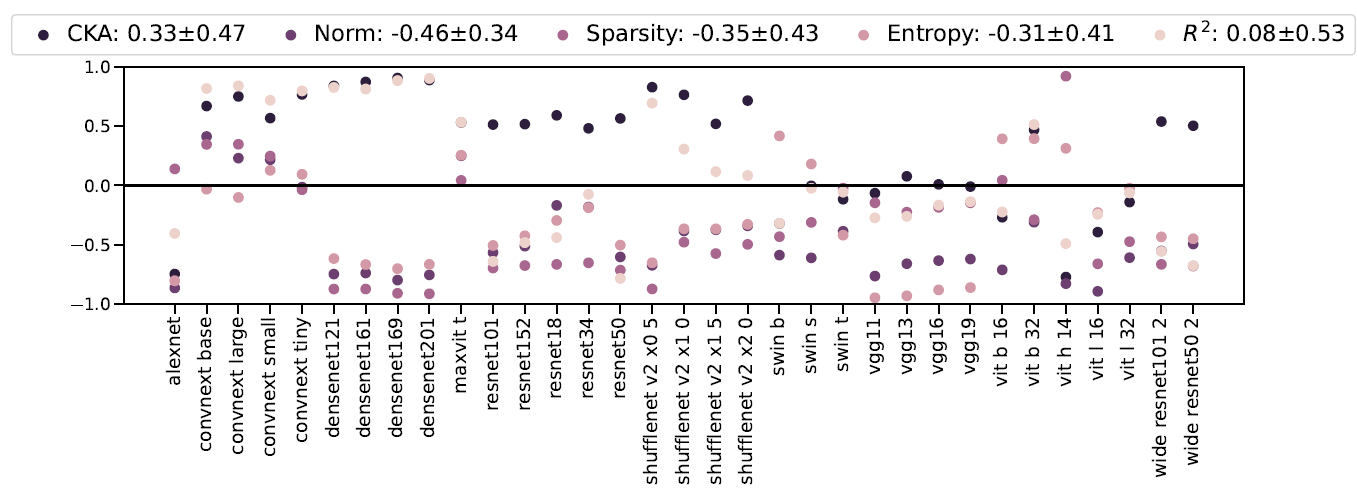 CKA: 0.33±0.47 Norm: -0.46±0.34 Sparsity: -0.35±0.43 Entropy: -0.31±0.41 R²: 0.08±0.53
1.0
0.5
0.0
−0.5
−1.0
alexnet
convnext base
convnext large
convnext small
convnext tiny
densenet121
densenet161
densenet169
densenet201
maxvit t
resnet101
resnet152
resnet18
resnet34
resnet50
shufflenet v2 x0 5
shufflenet v2 x1 0
shufflenet v2 x1 5
shufflenet v2 x2 0
swin b
swin s
swin t
vgg11
vgg13
vgg16
vgg19
vit b 16
vit b 32
vit h 14
vit l 16
vit l 32
wide resnet101 2
wide resnet50 2